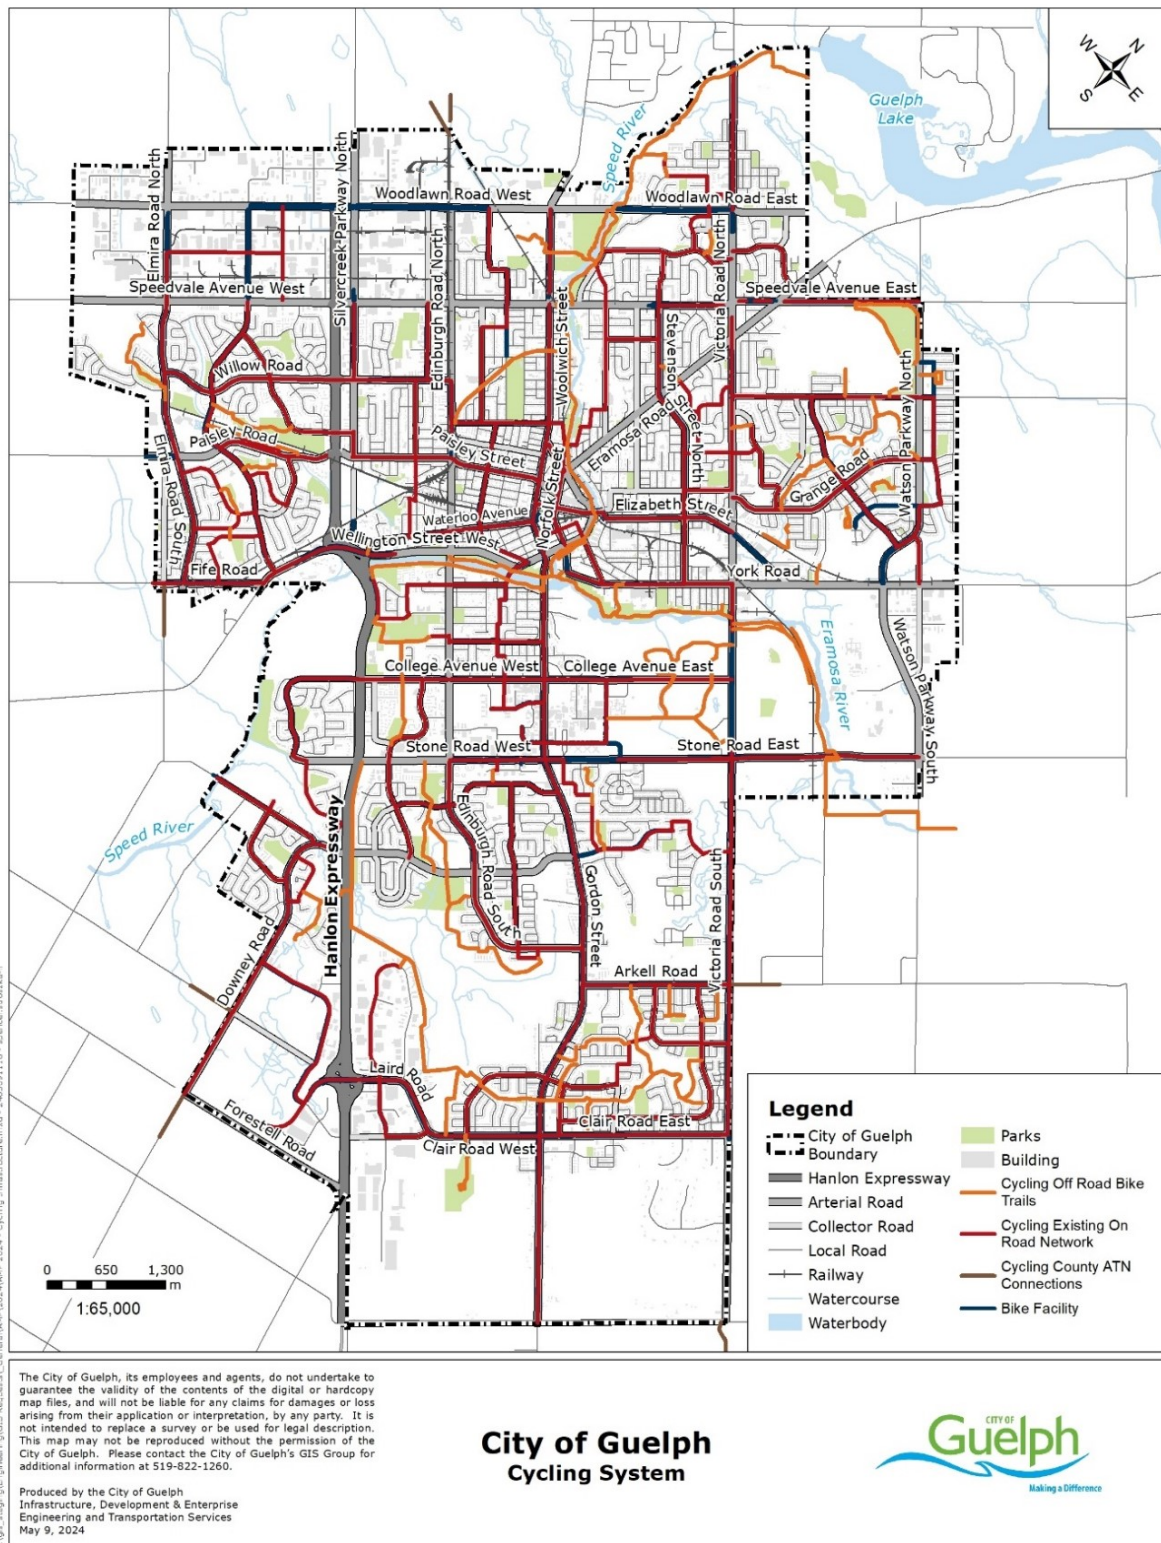 W
N
S
E
Guelph
Lake
Speed River
Woodlawn Road West
Woodlawn Road East
Elmira Road North
Silvercreek Parkway North
Edinburgh Road North
Victoria Road North
Speedvale Avenue West
Speedvale Avenue East
Woolwich Street
Stevenson Street North
Willow Road
Watson Parkway North
Eramosa Road
Paisley Road
Paisley Street
Elmira Road South
Grange Road
Norfolk Street
Elizabeth Street
Waterloo Avenue
Wellington Street West
Fife Road
York Road
Eramosa River
Watson Parkway South
College Avenue West
College Avenue East
Stone Road West
Stone Road East
Speed River
Hanlon Expressway
Edinburgh Road South
Gordon Street
Victoria Road South
Downey Road
Arkell Road
Laird Road
Forestell Road
Clair Road East
Clair Road West
Legend
City of Guelph
Boundary
Hanlon Expressway
Arterial Road
Collector Road
Local Road
Railway
Watercourse
Waterbody
Parks
Building
Cycling Off Road Bike
Trails
Cycling Existing On
Road Network
Cycling County ATN
Connections
Bike Facility
0 650 1,300
m
1:65,000
The City of Guelph, its employees and agents, do not undertake to
guarantee the validity of the contents of the digital or hardcopy
map files, and will not be liable for any claims for damages or loss
arising from their application or interpretation, by any party. It is
not intended to replace a survey or be used for legal description.
This map may not be reproduced without the permission of the
City of Guelph. Please contact the City of Guelph's GIS Group for
additional information at 519-822-1260.
Produced by the City of Guelph
Infrastructure, Development & Enterprise
Engineering and Transportation Services
May 9, 2024
City of Guelph
Cycling System
CITY OF
Guelph
Making a Difference